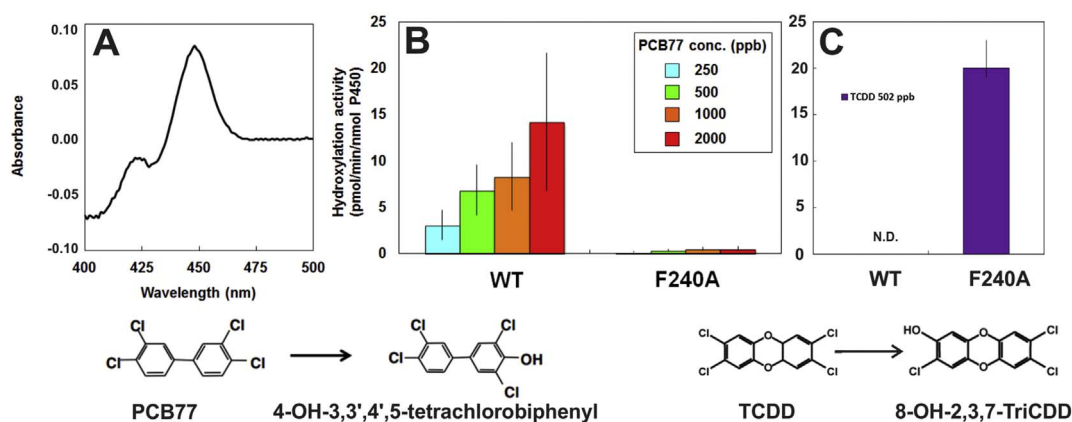 A
0.10
0.05
0.00
-0.05
-0.10
Absorbance
400
425
450
475
500
Wavelength (nm)
B
25
20
15
10
5
0
Hydroxylation activity
(pmol/min/nmol P450)
PCB77 conc. (ppb)
250
500
1000
2000
WT
F240A
C
25
20
15
10
5
0
TCDD 502 ppb
N.D.
WT
F240A
Cl
Cl
Cl
Cl
PCB77
Cl
Cl
Cl
OH
Cl
4-OH-3,3',4',5-tetrachlorobiphenyl
Cl
O
Cl
Cl
O
Cl
TCDD
HO
O
Cl
Cl
O
Cl
8-OH-2,3,7-TriCDD